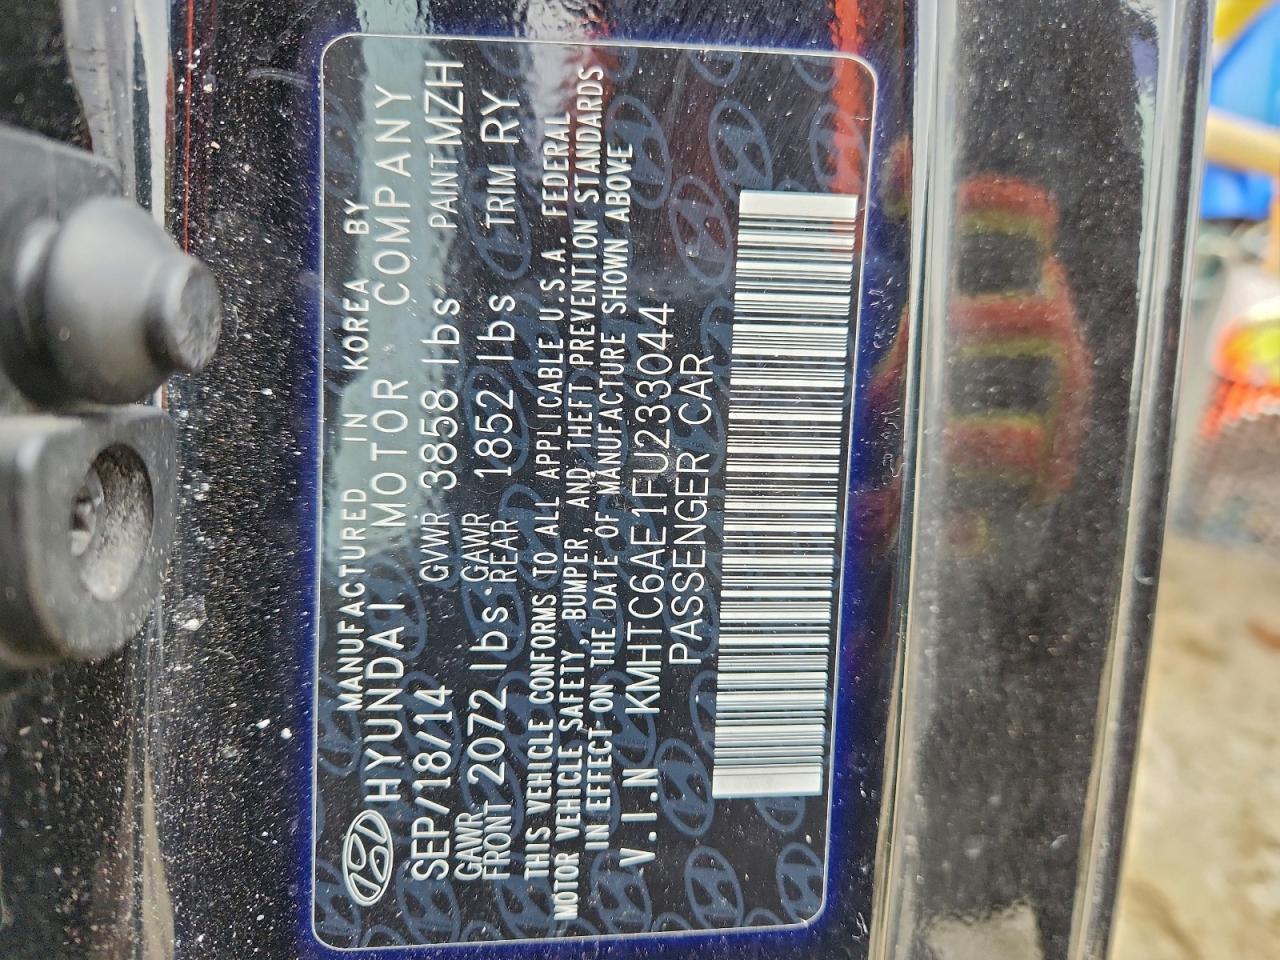 MANUFACTURED IN KOREA BY
HYUNDAI MOTOR COMPANY
SEP/18/14 GVWR 3858 lbs PAINT MZH
GAWR FRONT 2072 lbs GAWR REAR 1852 lbs TRIM RY
THIS VEHICLE CONFORMS TO ALL APPLICABLE U.S.A. FEDERAL
MOTOR VEHICLE SAFETY, BUMPER, AND THEFT PREVENTION STANDARDS
IN EFFECT ON THE DATE OF MANUFACTURE SHOWN ABOVE
V.I.N KMHTC6AE1FU233044
PASSENGER CAR